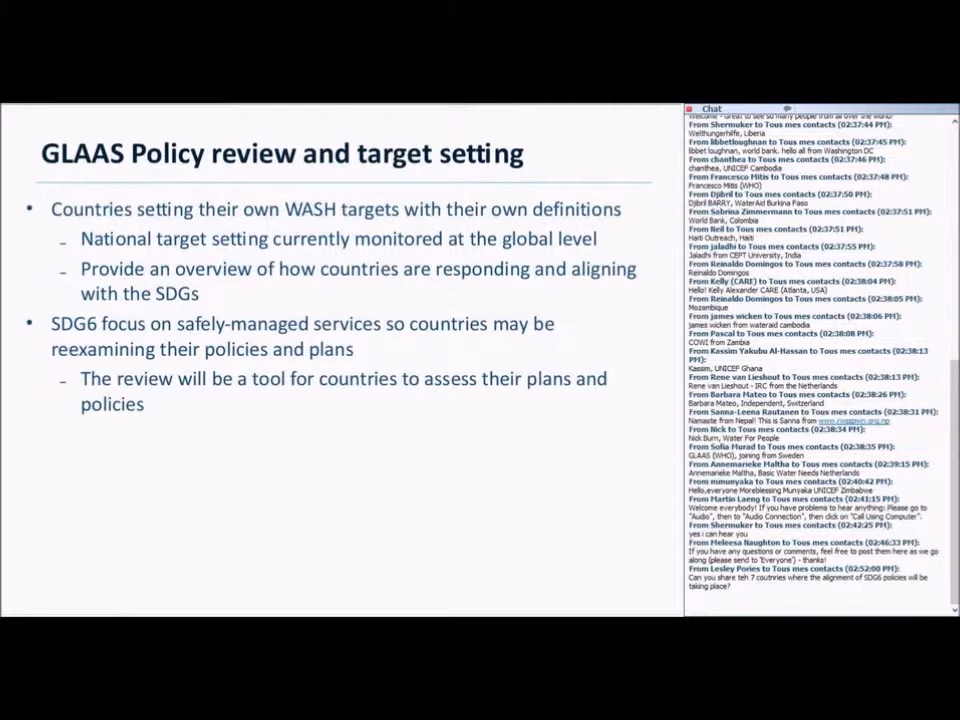 GLAAS Policy review and target setting
• Countries setting their own WASH targets with their own definitions
– National target setting currently monitored at the global level
– Provide an overview of how countries are responding and aligning
with the SDGs
• SDG6 focus on safely-managed services so countries may be
reexamining their policies and plans
– The review will be a tool for countries to assess their plans and
policies
Chat
Welcome - Great to see so many people from all over the world!
From Shermuker to Tous mes contacts (02:37:44 PM):
Welthungerhilfe, Liberia
From libbetloughnan to Tous mes contacts (02:37:45 PM):
libbet loughnan, world bank. hello all from Washington DC
From chanthea to Tous mes contacts (02:37:46 PM):
chanthea, UNICEF Cambodia
From Francesco Mitis to Tous mes contacts (02:37:48 PM):
Francesco Mitis (WHO)
From Djibril to Tous mes contacts (02:37:50 PM):
Djibril BARRY, WaterAid Burkina Faso
From Sabrina Zimmermann to Tous mes contacts (02:37:51 PM):
World Bank, Colombia
From Neil to Tous mes contacts (02:37:51 PM):
Haiti Outreach, Haiti
From jaladhi to Tous mes contacts (02:37:55 PM):
Jaladhi from CEPT University, India
From Reinaldo Domingos to Tous mes contacts (02:37:58 PM):
Reinaldo Domingos
From Kelly (CARE) to Tous mes contacts (02:38:04 PM):
Hello! Kelly Alexander CARE (Atlanta, USA)
From Reinaldo Domingos to Tous mes contacts (02:38:05 PM):
Mozambique
From james wicken to Tous mes contacts (02:38:06 PM):
james wicken from wateraid cambodia
From Pascal to Tous mes contacts (02:38:08 PM):
COWI from Zambia
From Kassim Yakubu Al-Hassan to Tous mes contacts (02:38:13
PM):
Kassim, UNICEF Ghana
From Rene van Lieshout to Tous mes contacts (02:38:13 PM):
Rene van Lieshout - IRC from the Netherlands
From Barbara Mateo to Tous mes contacts (02:38:26 PM):
Barbara Mateo, Independent, Switzerland
From Sanna-Leena Rautanen to Tous mes contacts (02:38:31 PM):
Namaste from Nepal! This is Sanna from www.rwsspwn.org.np
From Nick to Tous mes contacts (02:38:34 PM):
Nick Burn, Water For People
From Sofia Murad to Tous mes contacts (02:38:35 PM):
GLAAS (WHO), joining from Sweden
From Annemarieke Maltha to Tous mes contacts (02:39:15 PM):
Annemarieke Maltha, Basic Water Needs Netherlands
From mmunyaka to Tous mes contacts (02:40:42 PM):
Hello,everyone Moreblessing Munyaka UNICEF Zimbabwe
From Martin Laeng to Tous mes contacts (02:41:15 PM):
Welcome everybody! If you have problems to hear anything: Please go to
"Audio", then to "Audio Connection", then click on "Call Using Computer".
From Shermuker to Tous mes contacts (02:42:25 PM):
yes i can hear you
From Meleesa Naughton to Tous mes contacts (02:46:33 PM):
If you have any questions or comments, feel free to post them here as we go
along (please send to 'Everyone') - thanks!
From Lesley Pories to Tous mes contacts (02:52:00 PM):
Can you share teh 7 coutnries where the alignment of SDG6 policies will be
taking place?